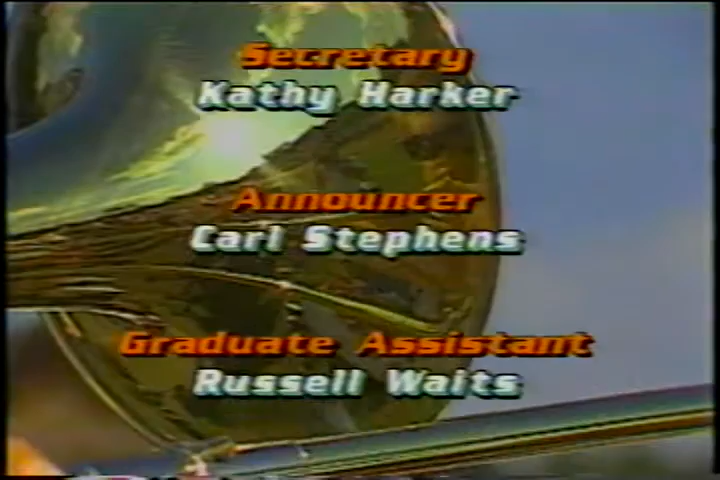 Secretary
Kathy Harker
Announcer
Carl Stephens
Graduate Assistant
Russell Waits